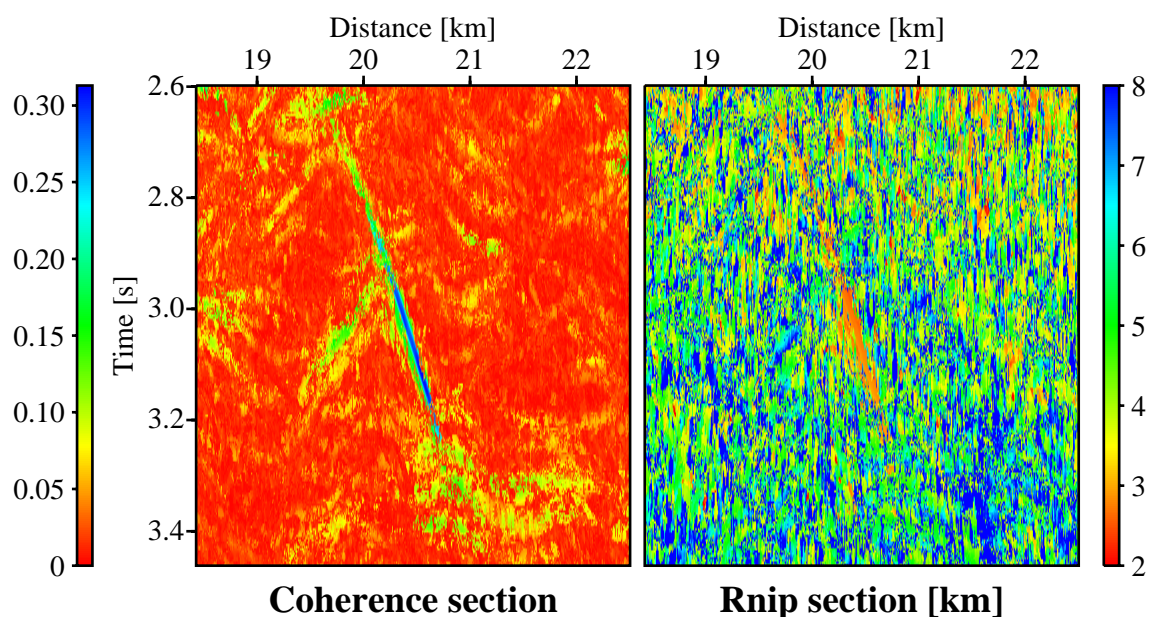 Distance [km]
Distance [km]
19 20 21 22
19 20 21 22
0.30
0.25
0.20
0.15
0.10
0.05
0
Time [s]
2.6
2.8
3.0
3.2
3.4
8
7
6
5
4
3
2
Coherence section
Rnip section [km]